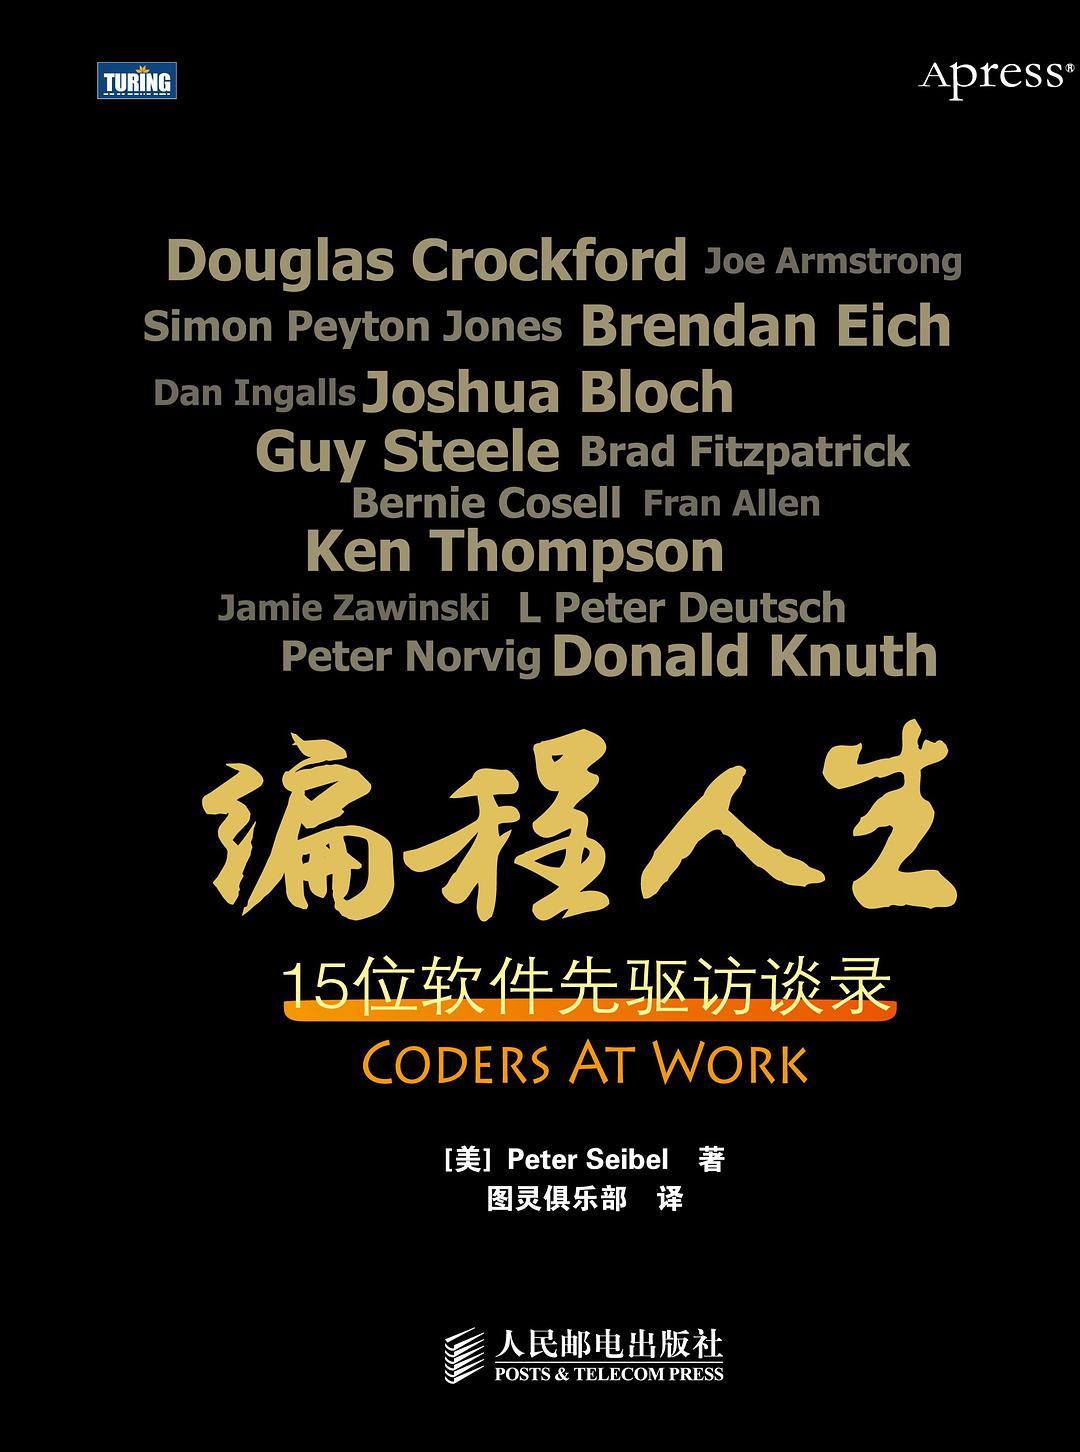 TURING
Apress®
Douglas Crockford Joe Armstrong
Simon Peyton Jones Brendan Eich
Dan Ingalls Joshua Bloch
Guy Steele Brad Fitzpatrick
Bernie Cosell Fran Allen
Ken Thompson
Jamie Zawinski L Peter Deutsch
Peter Norvig Donald Knuth
编程人生
15位软件先驱访谈录
CODERS AT WORK
[美] Peter Seibel 著
图灵俱乐部 译
人民邮电出版社
POSTS & TELECOM PRESS